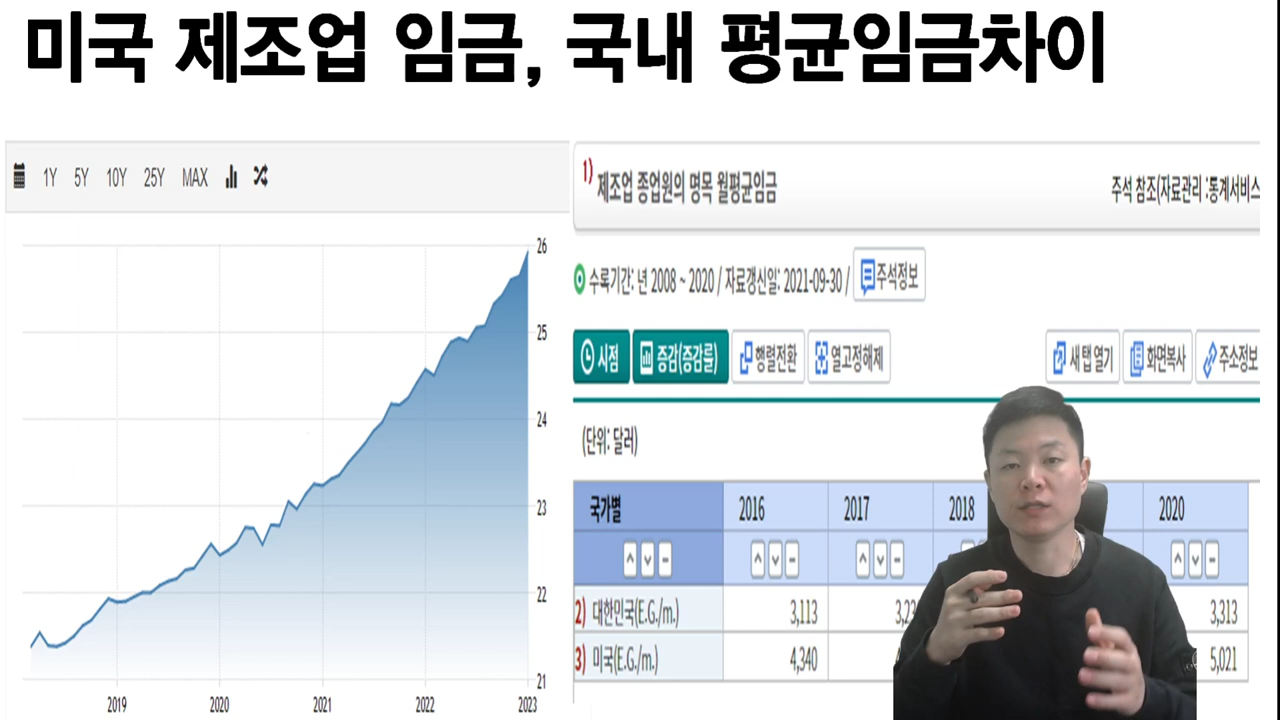 미국 제조업 임금, 국내 평균임금차이
1Y 5Y 10Y 25Y MAX
26
25
24
23
22
21
2019 2020 2021 2022 2023
1) 제조업 종업원의 명목 월평균임금
주석 참조(자료관리 :통계서비스
수록기간: 년 2008 ~ 2020 / 자료갱신일: 2021-09-30 / 주석정보
시점 증감(증감률) 행렬전환 열고정해제 새탭열기 화면복사 주소정보
(단위: 달러)
국가별 2016 2017 2018 2020
2) 대한민국(E.G./m.) 3,113 3,23 3,313
3) 미국(E.G./m.) 4,340 5,021